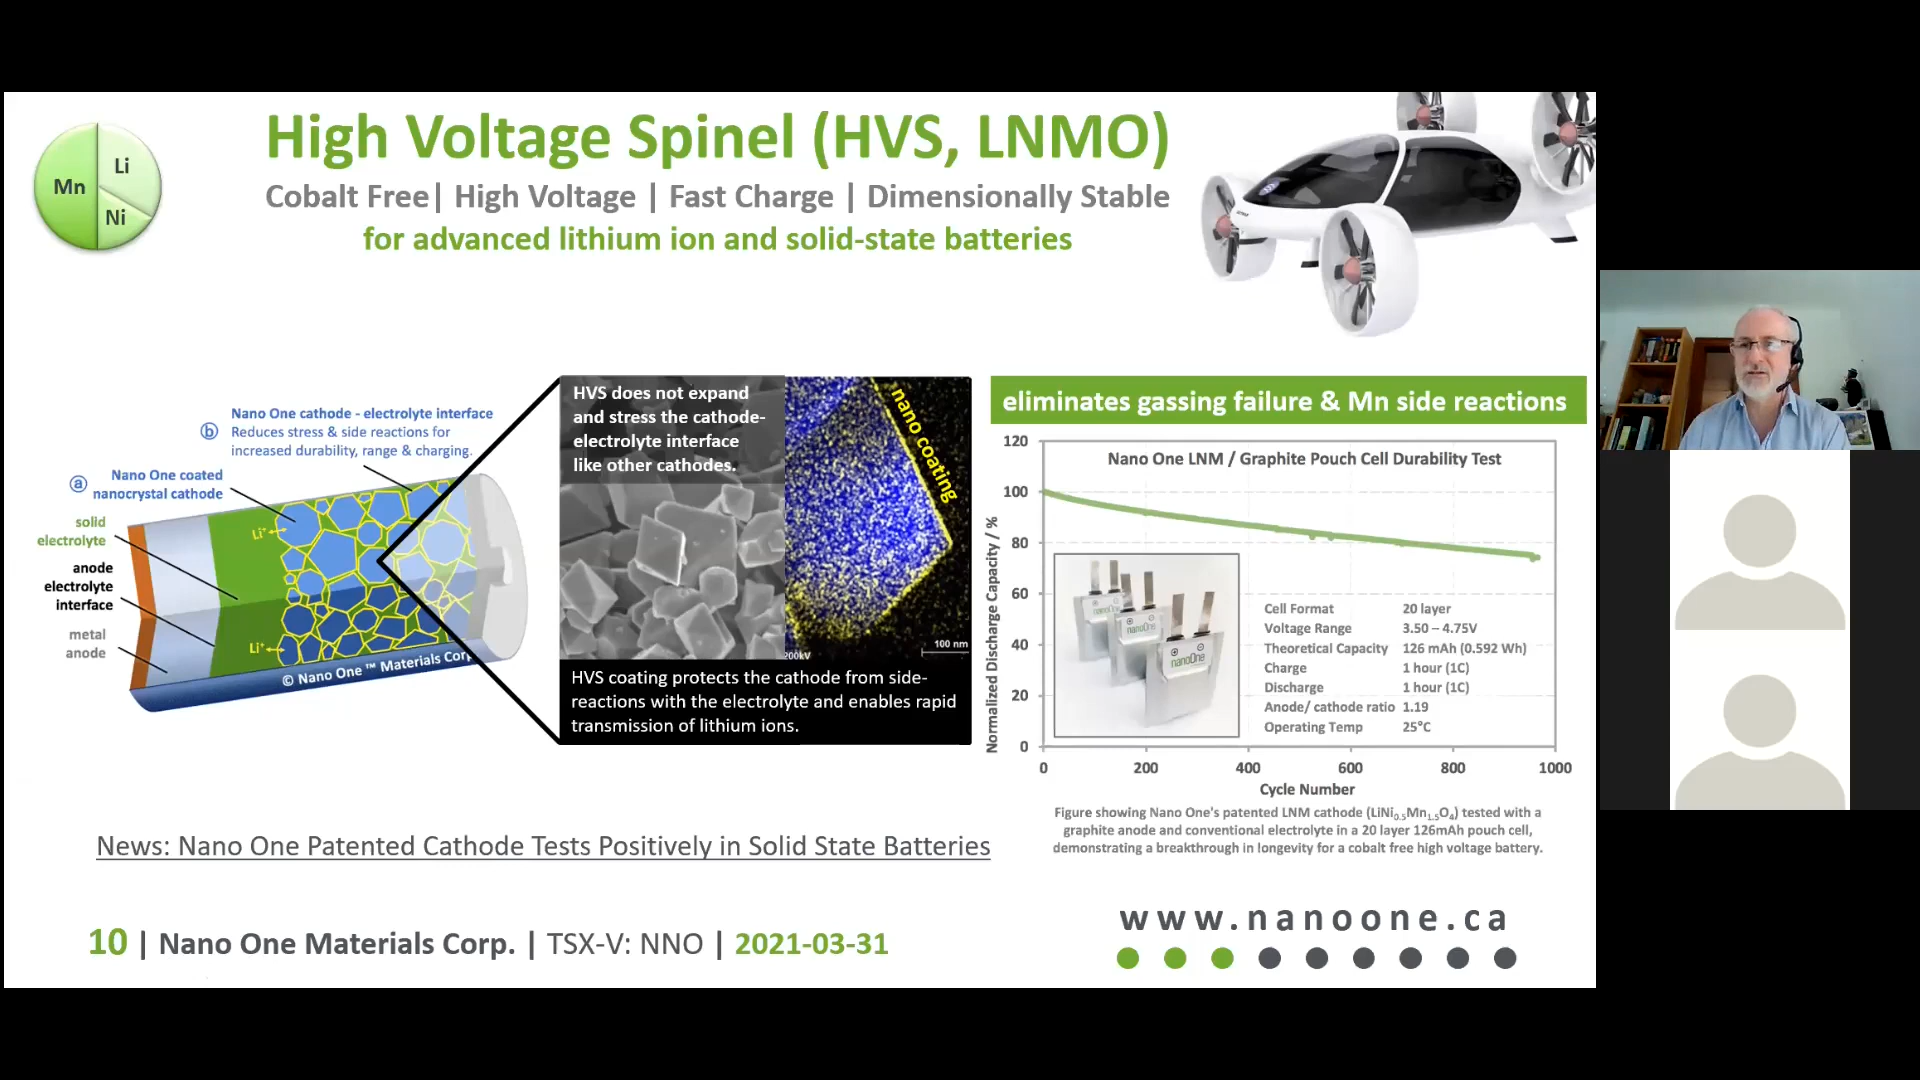 High Voltage Spinel (HVS, LNMO)
Cobalt Free| High Voltage | Fast Charge | Dimensionally Stable
for advanced lithium ion and solid-state batteries
Mn
Li
Ni
Nano One cathode - electrolyte interface
ⓑ Reduces stress & side reactions for
increased durability, range & charging.
ⓐ Nano One coated
nanocrystal cathode
solid
electrolyte
anode
electrolyte
interface
metal
anode
Li⁺
Li⁺
© Nano One ™ Materials Corp
HVS does not expand
and stress the cathode-
electrolyte interface
like other cathodes.
nano coating
200kV
100 nm
HVS coating protects the cathode from side-
reactions with the electrolyte and enables rapid
transmission of lithium ions.
eliminates gassing failure & Mn side reactions
Nano One LNM / Graphite Pouch Cell Durability Test
Normalized Discharge Capacity / %
120
100
80
60
40
20
0
nanOne
nanOne
nanOne
Cell Format 20 layer
Voltage Range 3.50 – 4.75V
Theoretical Capacity 126 mAh (0.592 Wh)
Charge 1 hour (1C)
Discharge 1 hour (1C)
Anode/ cathode ratio 1.19
Operating Temp 25°C
0 200 400 600 800 1000
Cycle Number
Figure showing Nano One's patented LNM cathode (LiNi₀.₅Mn₁.₅O₄) tested with a
graphite anode and conventional electrolyte in a 20 layer 126mAh pouch cell,
demonstrating a breakthrough in longevity for a cobalt free high voltage battery.
News: Nano One Patented Cathode Tests Positively in Solid State Batteries
10 | Nano One Materials Corp. | TSX-V: NNO | 2021-03-31
www.nanoone.ca